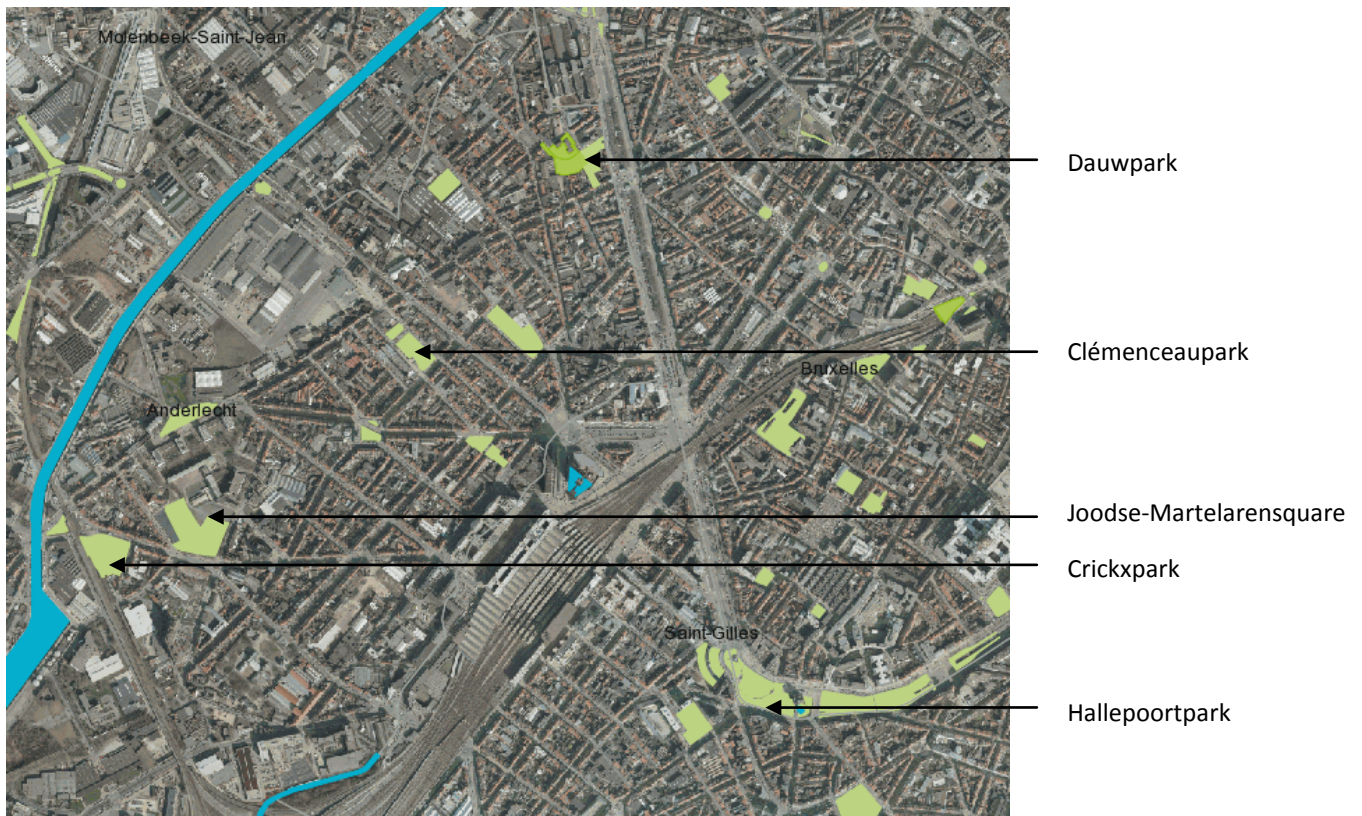 Molenbeek-Saint-Jean
Dauwpark
Clémenceaupark
Bruxelles
Anderlecht
Joodse-Martelarensquare
Crickxpark
Saint-Gilles
Hallepoortpark